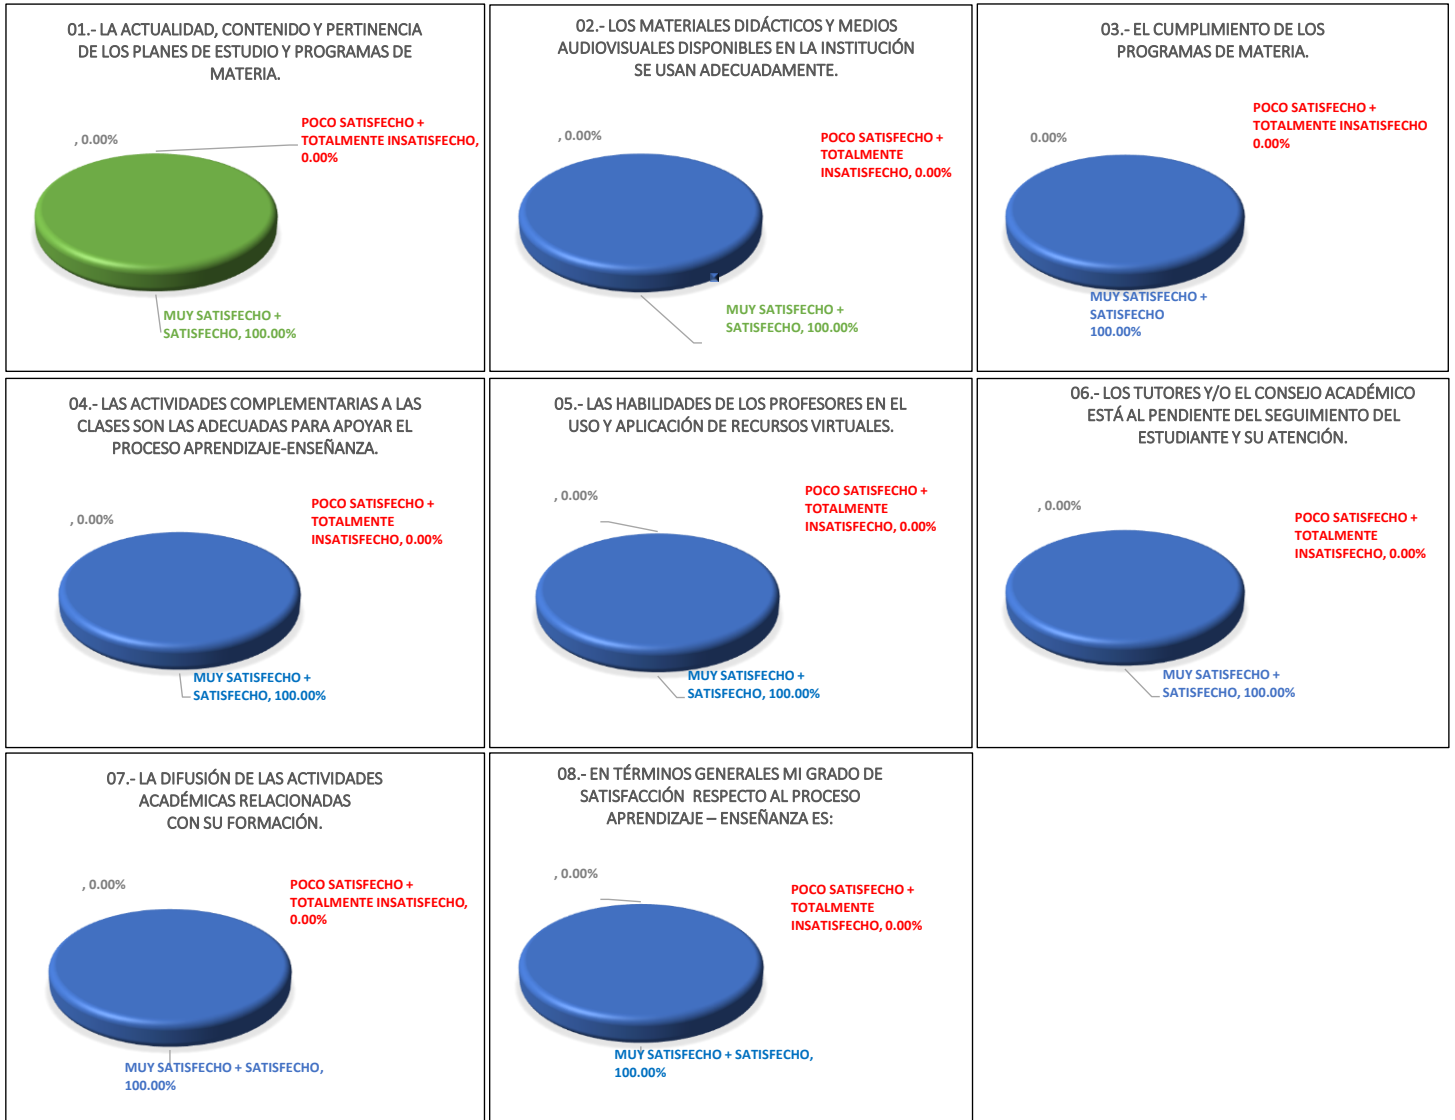 01.- LA ACTUALIDAD, CONTENIDO Y PERTINENCIA
DE LOS PLANES DE ESTUDIO Y PROGRAMAS DE
MATERIA.
, 0.00%
POCO SATISFECHO +
TOTALMENTE INSATISFECHO,
0.00%
MUY SATISFECHO +
SATISFECHO, 100.00%
02.- LOS MATERIALES DIDÁCTICOS Y MEDIOS
AUDIOVISUALES DISPONIBLES EN LA INSTITUCIÓN
SE USAN ADECUADAMENTE.
, 0.00%
POCO SATISFECHO +
TOTALMENTE
INSATISFECHO, 0.00%
MUY SATISFECHO +
SATISFECHO, 100.00%
03.- EL CUMPLIMIENTO DE LOS
PROGRAMAS DE MATERIA.
0.00%
POCO SATISFECHO +
TOTALMENTE INSATISFECHO
0.00%
MUY SATISFECHO +
SATISFECHO
100.00%
04.- LAS ACTIVIDADES COMPLEMENTARIAS A LAS
CLASES SON LAS ADECUADAS PARA APOYAR EL
PROCESO APRENDIZAJE-ENSEÑANZA.
, 0.00%
POCO SATISFECHO +
TOTALMENTE
INSATISFECHO, 0.00%
MUY SATISFECHO +
SATISFECHO, 100.00%
05.- LAS HABILIDADES DE LOS PROFESORES EN EL
USO Y APLICACIÓN DE RECURSOS VIRTUALES.
, 0.00%
POCO SATISFECHO +
TOTALMENTE
INSATISFECHO, 0.00%
MUY SATISFECHO +
SATISFECHO, 100.00%
06.- LOS TUTORES Y/O EL CONSEJO ACADÉMICO
ESTÁ AL PENDIENTE DEL SEGUIMIENTO DEL
ESTUDIANTE Y SU ATENCIÓN.
, 0.00%
POCO SATISFECHO +
TOTALMENTE
INSATISFECHO, 0.00%
MUY SATISFECHO +
SATISFECHO, 100.00%
07.- LA DIFUSIÓN DE LAS ACTIVIDADES
ACADÉMICAS RELACIONADAS
CON SU FORMACIÓN.
, 0.00%
POCO SATISFECHO +
TOTALMENTE INSATISFECHO,
0.00%
MUY SATISFECHO + SATISFECHO,
100.00%
08.- EN TÉRMINOS GENERALES MI GRADO DE
SATISFACCIÓN  RESPECTO AL PROCESO
APRENDIZAJE – ENSEÑANZA ES:
, 0.00%
POCO SATISFECHO +
TOTALMENTE
INSATISFECHO, 0.00%
MUY SATISFECHO + SATISFECHO,
100.00%